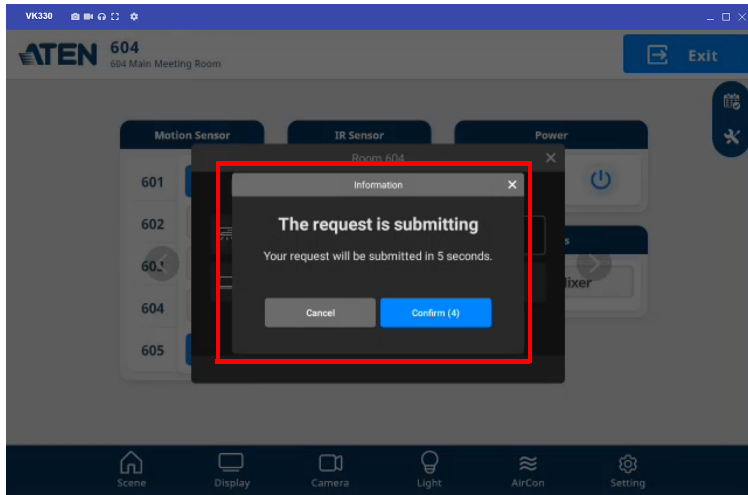 VK330
ATEN
604
604 Main Meeting Room
Exit
Motion Sensor
IR Sensor
Power
Room 604
Information
601
The request is submitting
602
Your request will be submitted in 5 seconds.
604
Cancel
Confirm (4)
605
Scene
Display
Camera
Light
AirCon
Setting